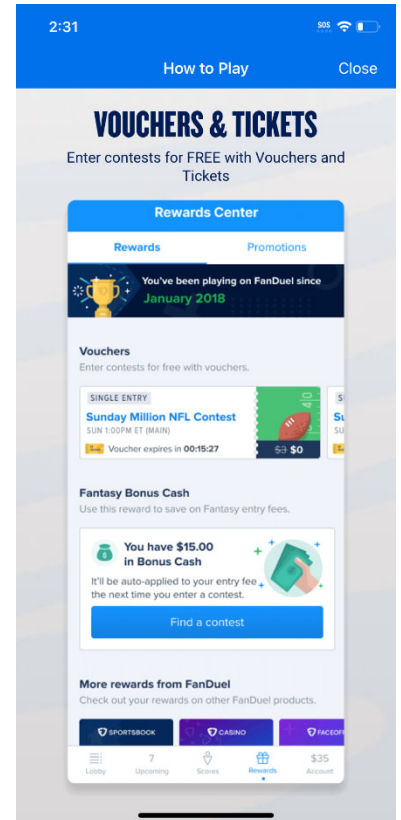 2:31
SOS
How to Play
Close
VOUCHERS & TICKETS
Enter contests for FREE with Vouchers and
Tickets
Rewards Center
Rewards
Promotions
You've been playing on FanDuel since
January 2018
Vouchers
Enter contests for free with vouchers.
SINGLE ENTRY
Sunday Million NFL Contest
SUN 1:00PM ET (MAIN)
Voucher expires in 00:15:27
$3 $0
S
Su
SU
Fantasy Bonus Cash
Use this reward to save on Fantasy entry fees.
You have $15.00
in Bonus Cash
It'll be auto-applied to your entry fee
the next time you enter a contest.
Find a contest
More rewards from FanDuel
Check out your rewards on other FanDuel products.
SPORTSBOOK
CASINO
FACEOF
Lobby
7
Upcoming
Scores
Rewards
$35
Account